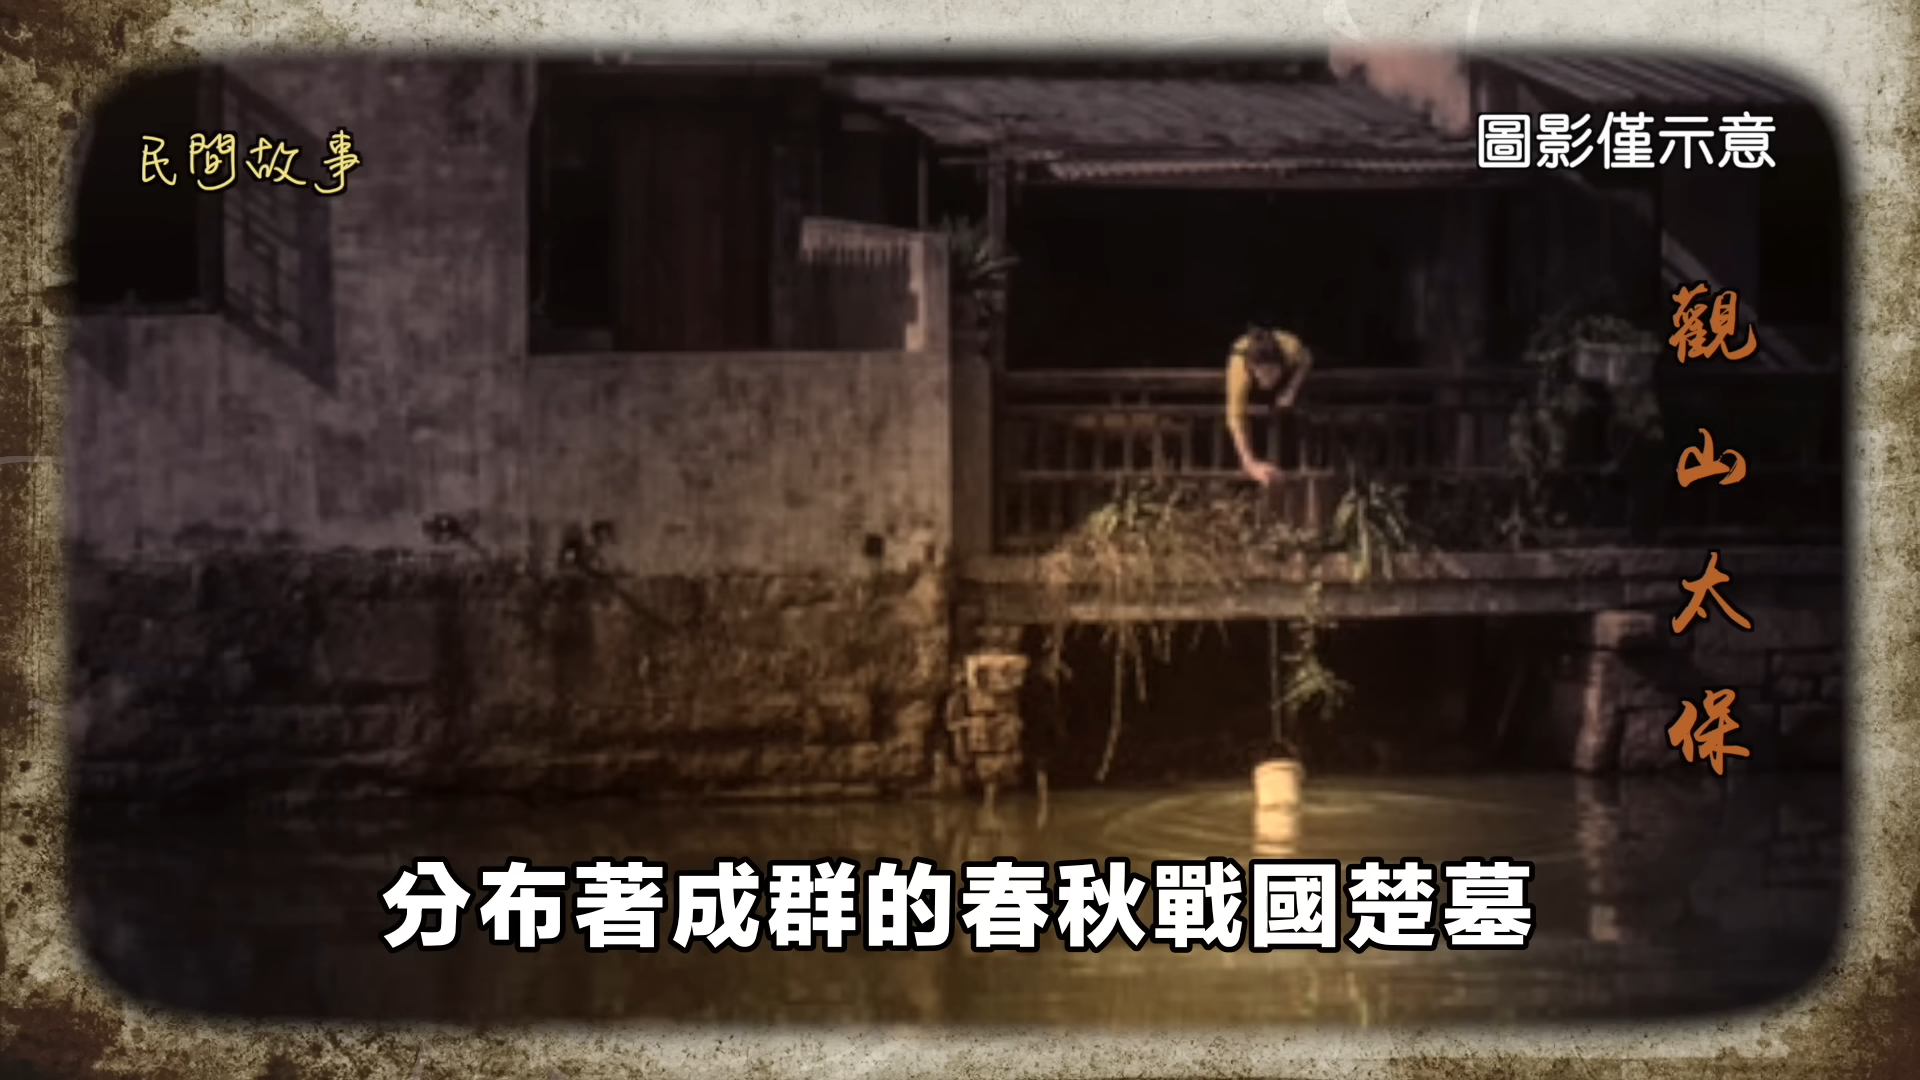 民間故事
圖影僅示意
觀山太保
分布著成群的春秋戰國楚墓